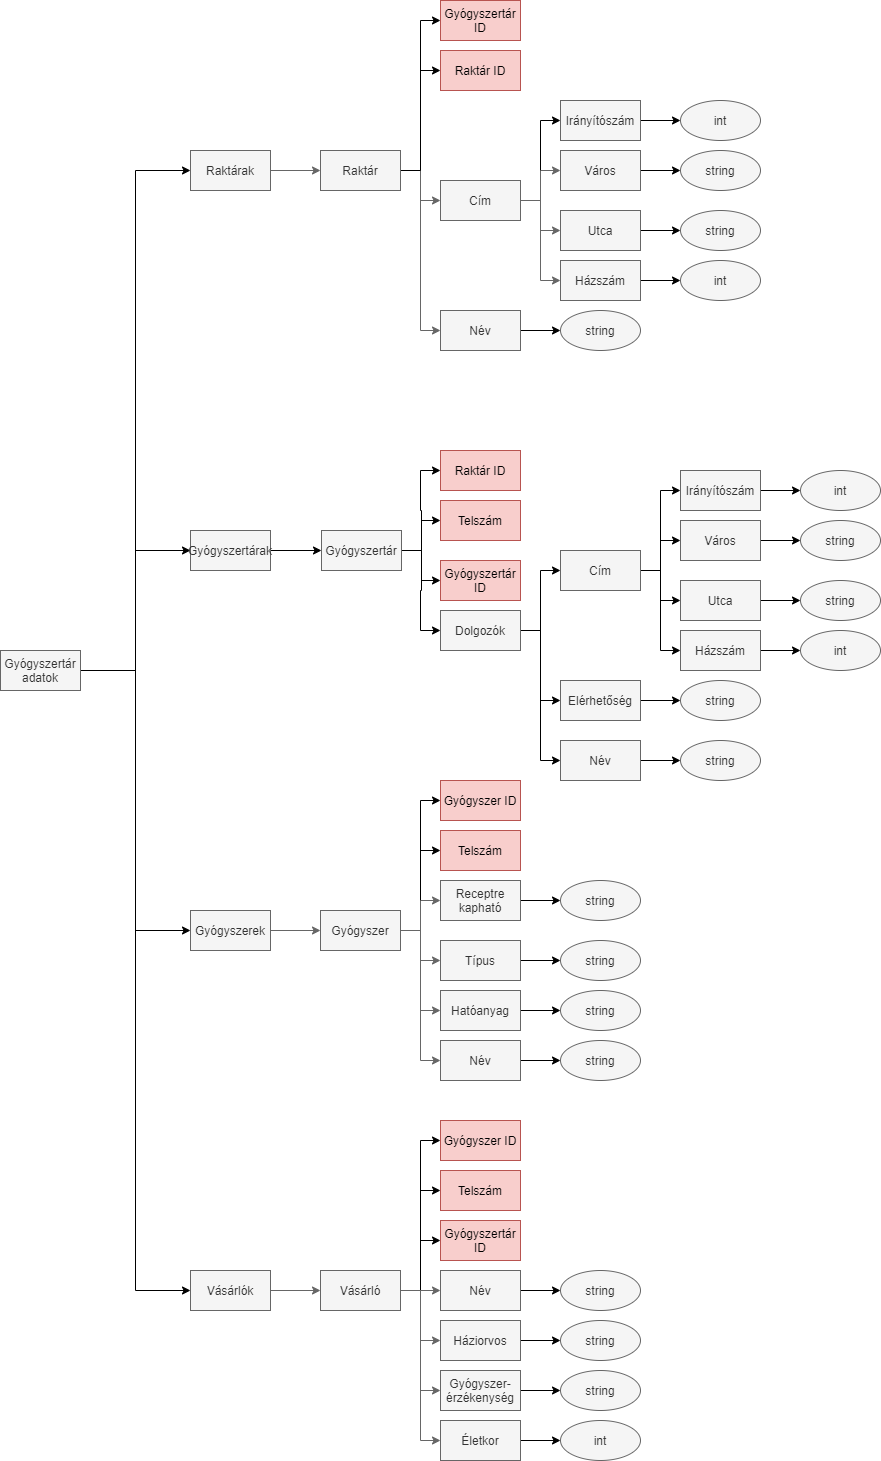 Gyógyszertár
ID
Raktár ID
Irányítószám
int
Raktárak
Raktár
Város
string
Cím
Utca
string
Házszám
int
Név
string
Raktár ID
Irányítószám
int
Telszám
Város
string
Gyógyszertárak
Gyógyszertár
Gyógyszertár
ID
Cím
Utca
string
Dolgozók
Házszám
int
Gyógyszertár
adatok
Elérhetőség
string
Név
string
Gyógyszer ID
Telszám
Receptre
kapható
string
Gyógyszerek
Gyógyszer
Típus
string
Hatóanyag
string
Név
string
Gyógyszer ID
Telszám
Gyógyszertár
ID
Vásárlók
Vásárló
Név
string
Háziorvos
string
Gyógyszer-
érzékenység
string
Életkor
int